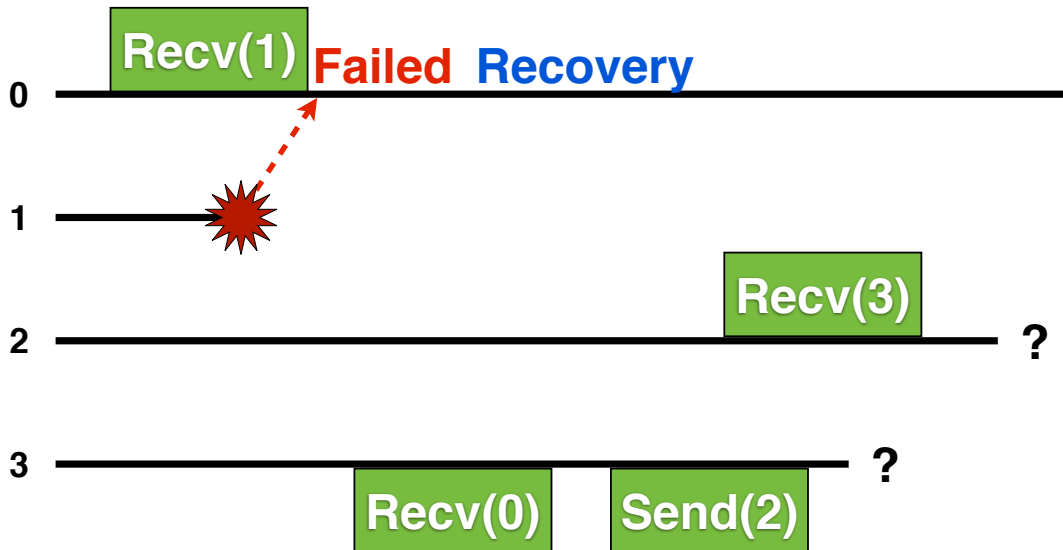 Recv(1) Failed Recovery
0
1
Recv(3)
2 ?
3 ?
Recv(0) Send(2)